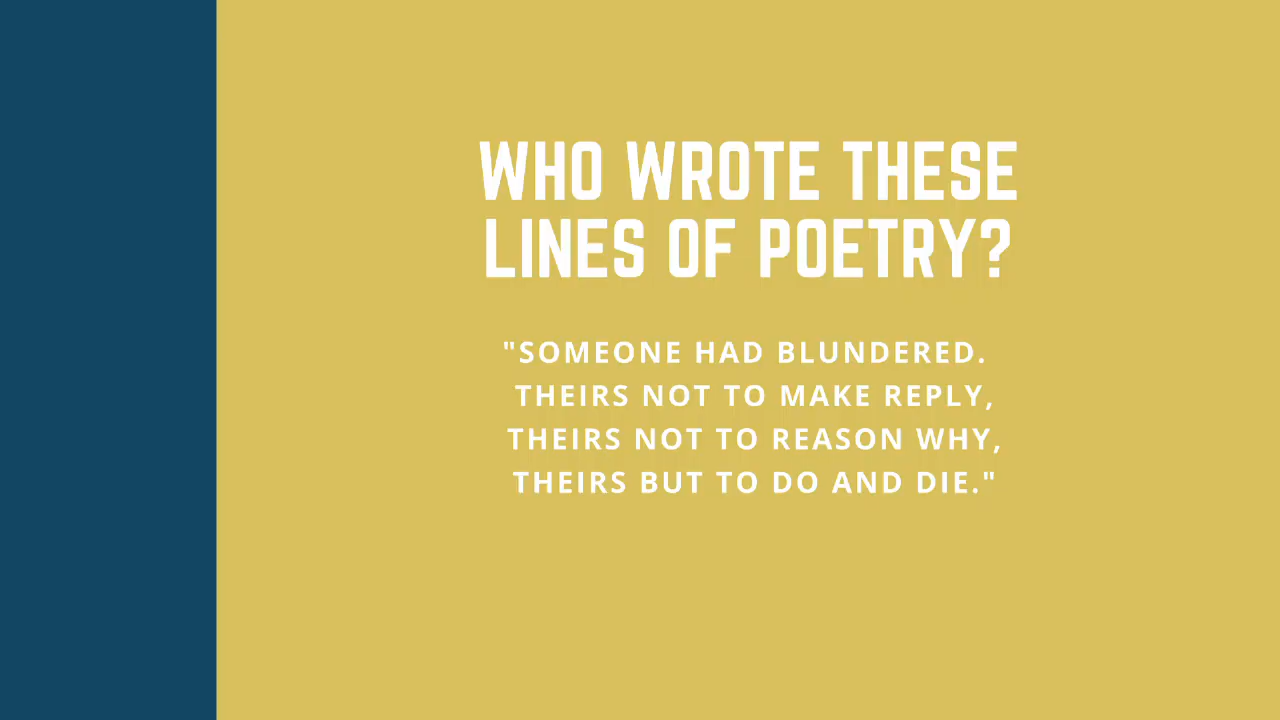 WHO WROTE THESE
LINES OF POETRY?
"SOMEONE HAD BLUNDERED.
THEIRS NOT TO MAKE REPLY,
THEIRS NOT TO REASON WHY,
THEIRS BUT TO DO AND DIE."